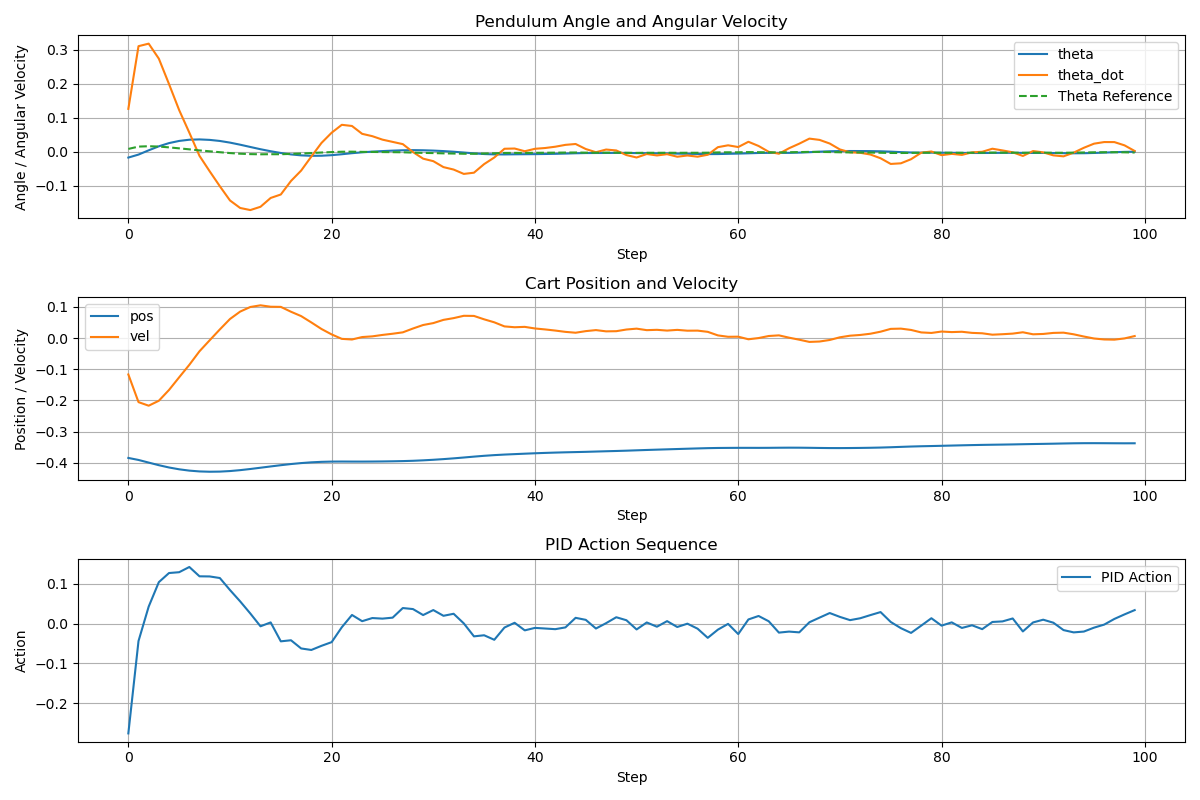 Pendulum Angle and Angular Velocity
Angle / Angular Velocity
0.3
0.2
0.1
0.0
−0.1
theta
theta_dot
Theta Reference
0 20 40 60 80 100
Step
Cart Position and Velocity
Position / Velocity
0.1
0.0
−0.1
−0.2
−0.3
−0.4
pos
vel
0 20 40 60 80 100
Step
PID Action Sequence
Action
0.1
0.0
−0.1
−0.2
PID Action
0 20 40 60 80 100
Step